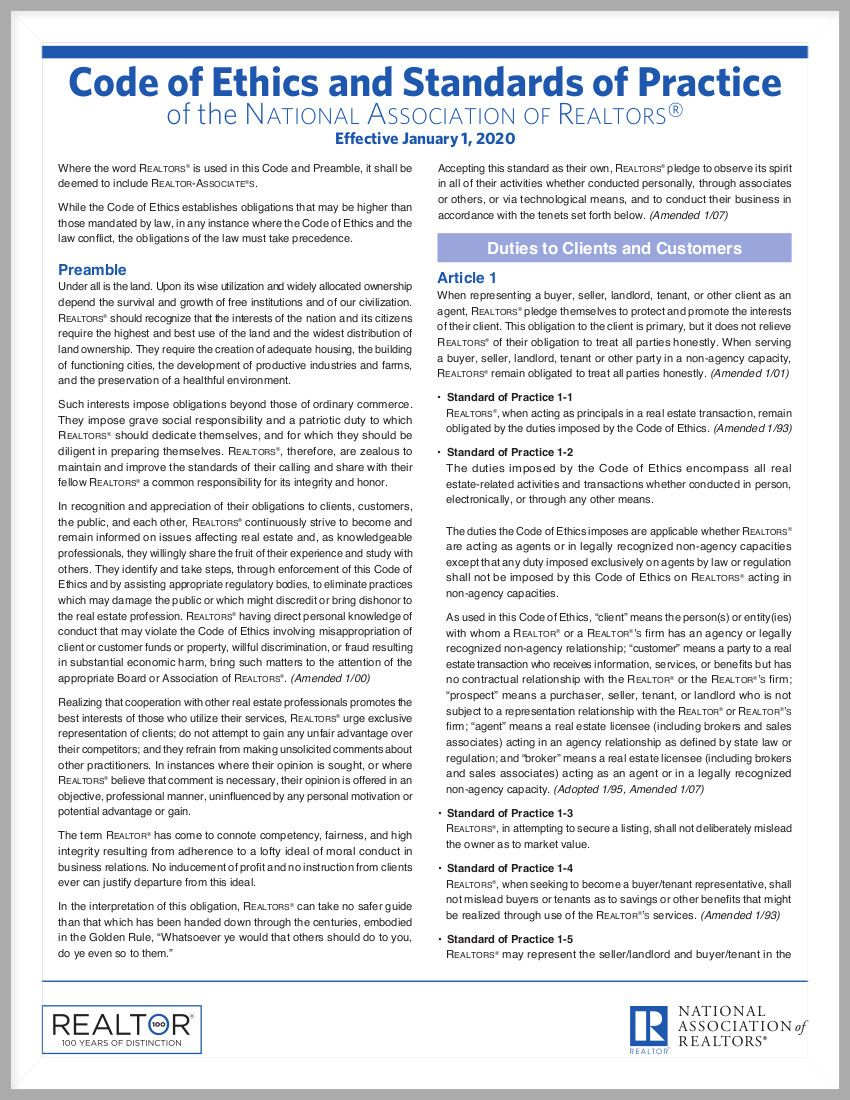 Code of Ethics and Standards of Practice
of the NATIONAL ASSOCIATION OF REALTORS®
Effective January 1, 2020
Where the word REALTORS® is used in this Code and Preamble, it shall be
deemed to include REALTOR-ASSOCIATE®S.
While the Code of Ethics establishes obligations that may be higher than
those mandated by law, in any instance where the Code of Ethics and the
law conflict, the obligations of the law must take precedence.
Preamble
Under all is the land. Upon its wise utilization and widely allocated ownership
depend the survival and growth of free institutions and of our civilization.
REALTORS® should recognize that the interests of the nation and its citizens
require the highest and best use of the land and the widest distribution of
land ownership. They require the creation of adequate housing, the building
of functioning cities, the development of productive industries and farms,
and the preservation of a healthful environment.
Such interests impose obligations beyond those of ordinary commerce.
They impose grave social responsibility and a patriotic duty to which
REALTORS® should dedicate themselves, and for which they should be
diligent in preparing themselves. REALTORS®, therefore, are zealous to
maintain and improve the standards of their calling and share with their
fellow REALTORS® a common responsibility for its integrity and honor.
In recognition and appreciation of their obligations to clients, customers,
the public, and each other, REALTORS® continuously strive to become and
remain informed on issues affecting real estate and, as knowledgeable
professionals, they willingly share the fruit of their experience and study with
others. They identify and take steps, through enforcement of this Code of
Ethics and by assisting appropriate regulatory bodies, to eliminate practices
which may damage the public or which might discredit or bring dishonor to
the real estate profession. REALTORS® having direct personal knowledge of
conduct that may violate the Code of Ethics involving misappropriation of
client or customer funds or property, willful discrimination, or fraud resulting
in substantial economic harm, bring such matters to the attention of the
appropriate Board or Association of REALTORS®. (Amended 1/00)
Realizing that cooperation with other real estate professionals promotes the
best interests of those who utilize their services, REALTORS® urge exclusive
representation of clients; do not attempt to gain any unfair advantage over
their competitors; and they refrain from making unsolicited comments about
other practitioners. In instances where their opinion is sought, or where
REALTORS® believe that comment is necessary, their opinion is offered in an
objective, professional manner, uninfluenced by any personal motivation or
potential advantage or gain.
The term REALTOR® has come to connote competency, fairness, and high
integrity resulting from adherence to a lofty ideal of moral conduct in
business relations. No inducement of profit and no instruction from clients
ever can justify departure from this ideal.
In the interpretation of this obligation, REALTORS® can take no safer guide
than that which has been handed down through the centuries, embodied
in the Golden Rule, “Whatsoever ye would that others should do to you,
do ye even so to them.”
Accepting this standard as their own, REALTORS® pledge to observe its spirit
in all of their activities whether conducted personally, through associates
or others, or via technological means, and to conduct their business in
accordance with the tenets set forth below. (Amended 1/07)
Duties to Clients and Customers
Article 1
When representing a buyer, seller, landlord, tenant, or other client as an
agent, REALTORS® pledge themselves to protect and promote the interests
of their client. This obligation to the client is primary, but it does not relieve
REALTORS® of their obligation to treat all parties honestly. When serving
a buyer, seller, landlord, tenant or other party in a non-agency capacity,
REALTORS® remain obligated to treat all parties honestly. (Amended 1/01)
• Standard of Practice 1-1
REALTORS®, when acting as principals in a real estate transaction, remain
obligated by the duties imposed by the Code of Ethics. (Amended 1/93)
• Standard of Practice 1-2
The duties imposed by the Code of Ethics encompass all real
estate-related activities and transactions whether conducted in person,
electronically, or through any other means.
The duties the Code of Ethics imposes are applicable whether REALTORS®
are acting as agents or in legally recognized non-agency capacities
except that any duty imposed exclusively on agents by law or regulation
shall not be imposed by this Code of Ethics on REALTORS® acting in
non-agency capacities.
As used in this Code of Ethics, “client” means the person(s) or entity(ies)
with whom a REALTOR® or a REALTOR®’s firm has an agency or legally
recognized non-agency relationship; “customer” means a party to a real
estate transaction who receives information, services, or benefits but has
no contractual relationship with the REALTOR® or the REALTOR®’s firm;
“prospect” means a purchaser, seller, tenant, or landlord who is not
subject to a representation relationship with the REALTOR® or REALTOR®’s
firm; “agent” means a real estate licensee (including brokers and sales
associates) acting in an agency relationship as defined by state law or
regulation; and “broker” means a real estate licensee (including brokers
and sales associates) acting as an agent or in a legally recognized
non-agency capacity. (Adopted 1/95, Amended 1/07)
• Standard of Practice 1-3
REALTORS®, in attempting to secure a listing, shall not deliberately mislead
the owner as to market value.
• Standard of Practice 1-4
REALTORS®, when seeking to become a buyer/tenant representative, shall
not mislead buyers or tenants as to savings or other benefits that might
be realized through use of the REALTOR®’s services. (Amended 1/93)
• Standard of Practice 1-5
REALTORS® may represent the seller/landlord and buyer/tenant in the
REALTOR®
100
100 YEARS OF DISTINCTION
REALTOR®
NATIONAL
ASSOCIATION of
REALTORS®